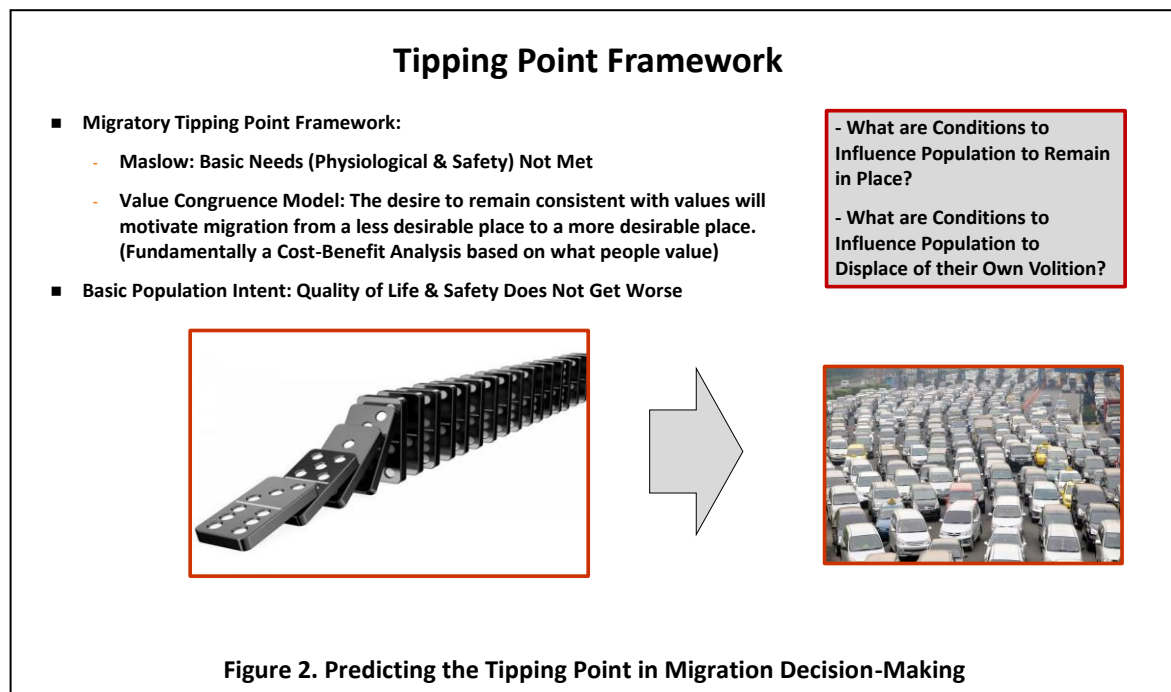 Tipping Point Framework
■ Migratory Tipping Point Framework:
- Maslow: Basic Needs (Physiological & Safety) Not Met
- Value Congruence Model: The desire to remain consistent with values will
motivate migration from a less desirable place to a more desirable place.
(Fundamentally a Cost-Benefit Analysis based on what people value)
■ Basic Population Intent: Quality of Life & Safety Does Not Get Worse
- What are Conditions to
Influence Population to Remain
in Place?
- What are Conditions to
Influence Population to
Displace of their Own Volition?
Figure 2. Predicting the Tipping Point in Migration Decision-Making